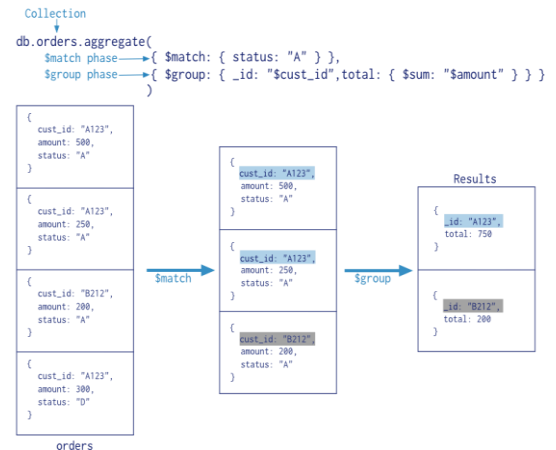 Collection
db.orders.aggregate(
$match phase { $match: { status: "A" } },
$group phase { $group: { _id: "$cust_id",total: { $sum: "$amount" } } }
)
{
cust_id: "A123",
amount: 500,
status: "A"
}
{
cust_id: "A123",
amount: 250,
status: "A"
}
{
cust_id: "B212",
amount: 200,
status: "A"
}
{
cust_id: "A123",
amount: 300,
status: "D"
}
orders
$match
{
cust_id: "A123",
amount: 500,
status: "A"
}
{
cust_id: "A123",
amount: 250,
status: "A"
}
{
cust_id: "B212",
amount: 200,
status: "A"
}
$group
Results
{
_id: "A123",
total: 750
}
{
_id: "B212",
total: 200
}